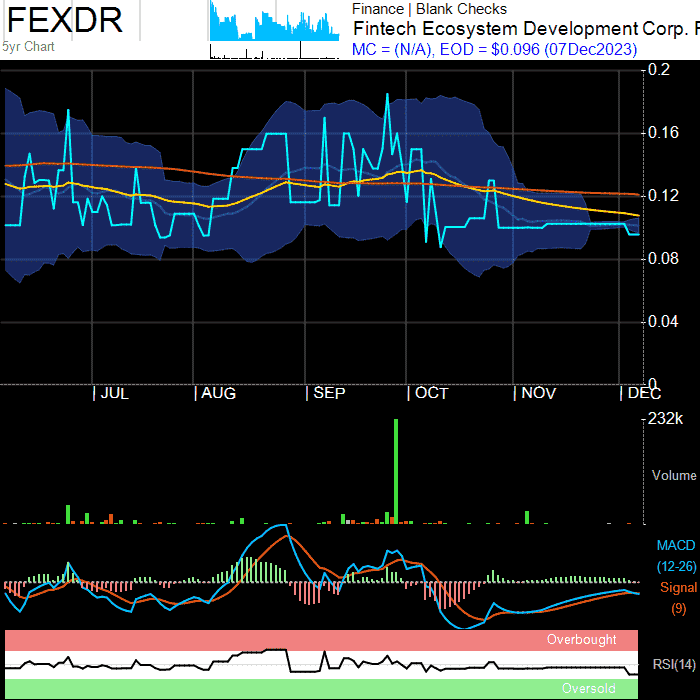 FEXDR
5yr Chart
Finance | Blank Checks
Fintech Ecosystem Development Corp. R
MC = (N/A), EOD = $0.096 (07Dec2023)
0.2
0.16
0.12
0.08
0.04
0
JUL AUG SEP OCT NOV DEC
232k
Volume
MACD
(12-26)
Signal
(9)
Overbought
RSI(14)
Oversold